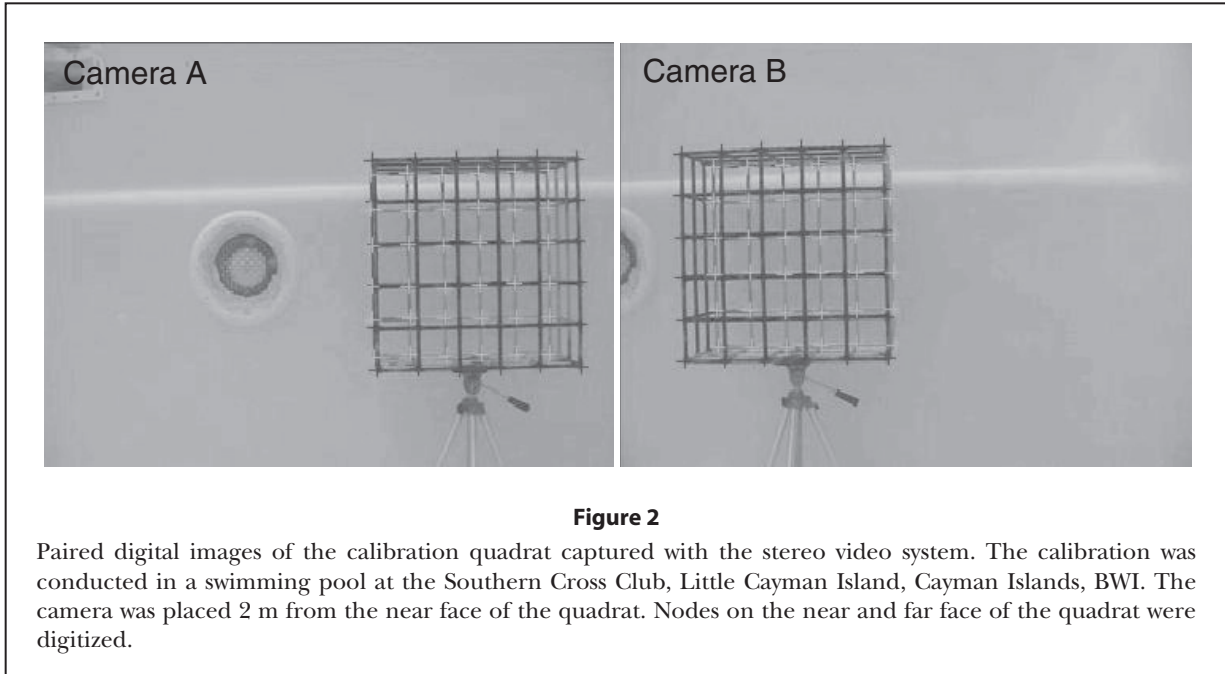 Camera A
Camera B
Figure 2
Paired digital images of the calibration quadrat captured with the stereo video system. The calibration was
conducted in a swimming pool at the Southern Cross Club, Little Cayman Island, Cayman Islands, BWI. The
camera was placed 2 m from the near face of the quadrat. Nodes on the near and far face of the quadrat were
digitized.